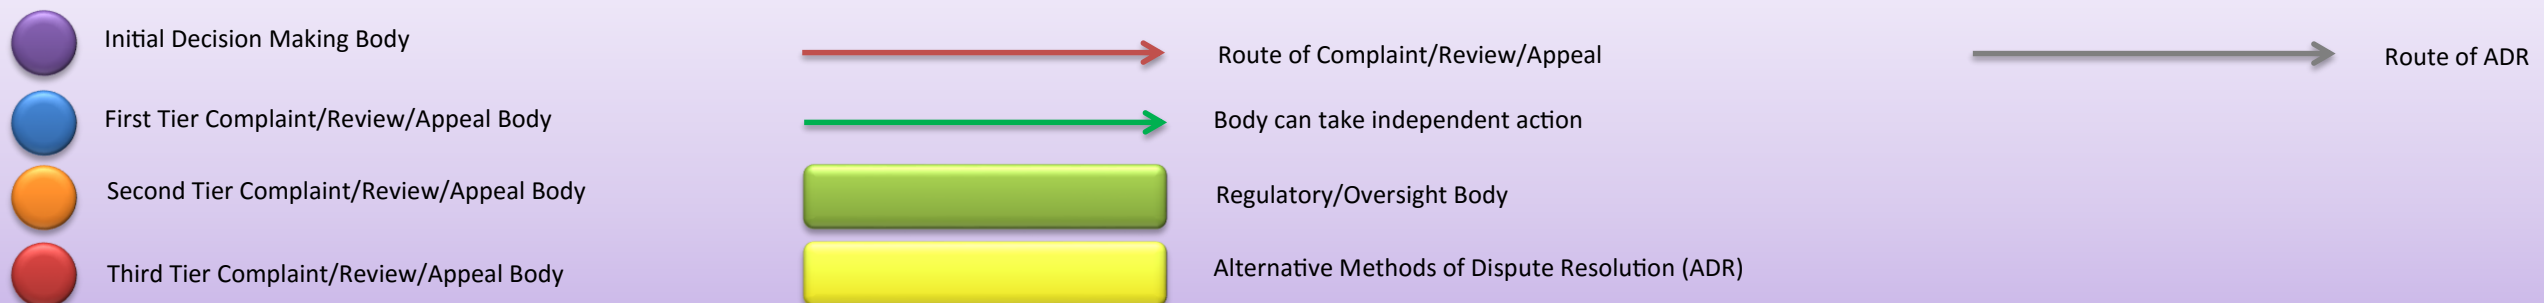 Initial Decision Making Body
First Tier Complaint/Review/Appeal Body
Second Tier Complaint/Review/Appeal Body
Third Tier Complaint/Review/Appeal Body
Route of Complaint/Review/Appeal
Body can take independent action
Regulatory/Oversight Body
Alternative Methods of Dispute Resolution (ADR)
Route of ADR